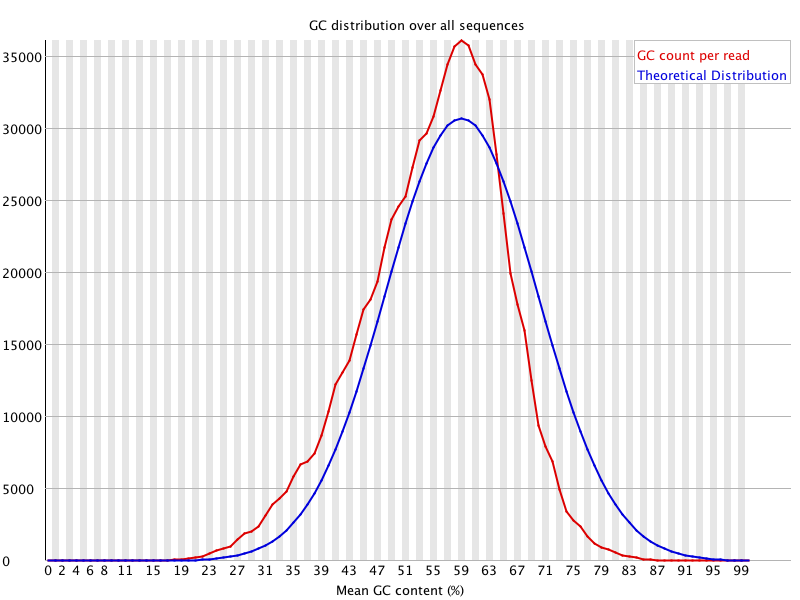 GC distribution over all sequences
GC count per read
Theoretical Distribution
35000
30000
25000
20000
15000
10000
5000
0
0 2 4 6 8 11 15 19 23 27 31 35 39 43 47 51 55 59 63 67 71 75 79 83 87 91 95 99
Mean GC content (%)